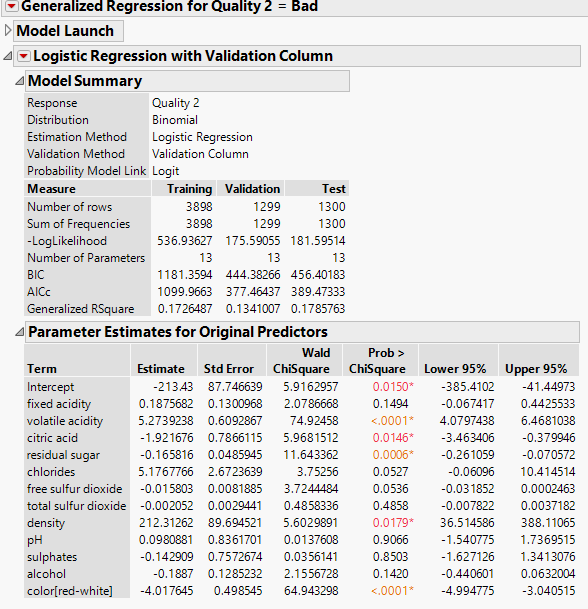 Generalized Regression for Quality 2 = Bad
Model Launch
Logistic Regression with Validation Column
Model Summary
Response Quality 2
Distribution Binomial
Estimation Method Logistic Regression
Validation Method Validation Column
Probability Model Link Logit
Measure Training Validation Test
Number of rows 3898 1299 1300
Sum of Frequencies 3898 1299 1300
-LogLikelihood 536.93627 175.59055 181.59514
Number of Parameters 13 13 13
BIC 1181.3594 444.38266 456.40183
AICc 1099.9663 377.46437 389.47333
Generalized RSquare 0.1726487 0.1341007 0.1785763
Parameter Estimates for Original Predictors
Wald Prob >
Term Estimate Std Error ChiSquare ChiSquare Lower 95% Upper 95%
Intercept -213.43 87.746639 5.9162957 0.0150* -385.4102 -41.44973
fixed acidity 0.1875682 0.1300968 2.0786668 0.1494 -0.067417 0.4425533
volatile acidity 5.2739238 0.6092867 74.92458 <.0001* 4.0797438 6.4681038
citric acid -1.921676 0.7866115 5.9681512 0.0146* -3.463406 -0.379946
residual sugar -0.165816 0.0485945 11.643362 0.0006* -0.261059 -0.070572
chlorides 5.1767766 2.6723639 3.75256 0.0527 -0.06096 10.414514
free sulfur dioxide -0.015803 0.0081885 3.7244484 0.0536 -0.031852 0.0002463
total sulfur dioxide -0.002052 0.0029441 0.4858336 0.4858 -0.007822 0.0037182
density 212.31262 89.694521 5.6029891 0.0179* 36.514586 388.11065
pH 0.0980881 0.8361701 0.0137608 0.9066 -1.540775 1.7369515
sulphates -0.142909 0.7572674 0.0356141 0.8503 -1.627126 1.3413076
alcohol -0.1887 0.1285232 2.1556728 0.1420 -0.440601 0.0632004
color[red-white] -4.017645 0.498545 64.943298 <.0001* -4.994775 -3.040515